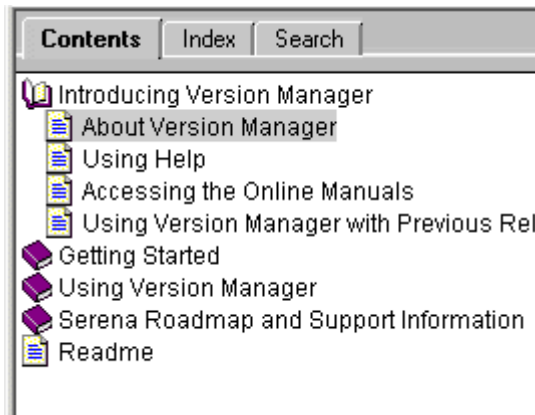 Contents Index Search
Introducing Version Manager
About Version Manager
Using Help
Accessing the Online Manuals
Using Version Manager with Previous Rel
Getting Started
Using Version Manager
Serena Roadmap and Support Information
Readme